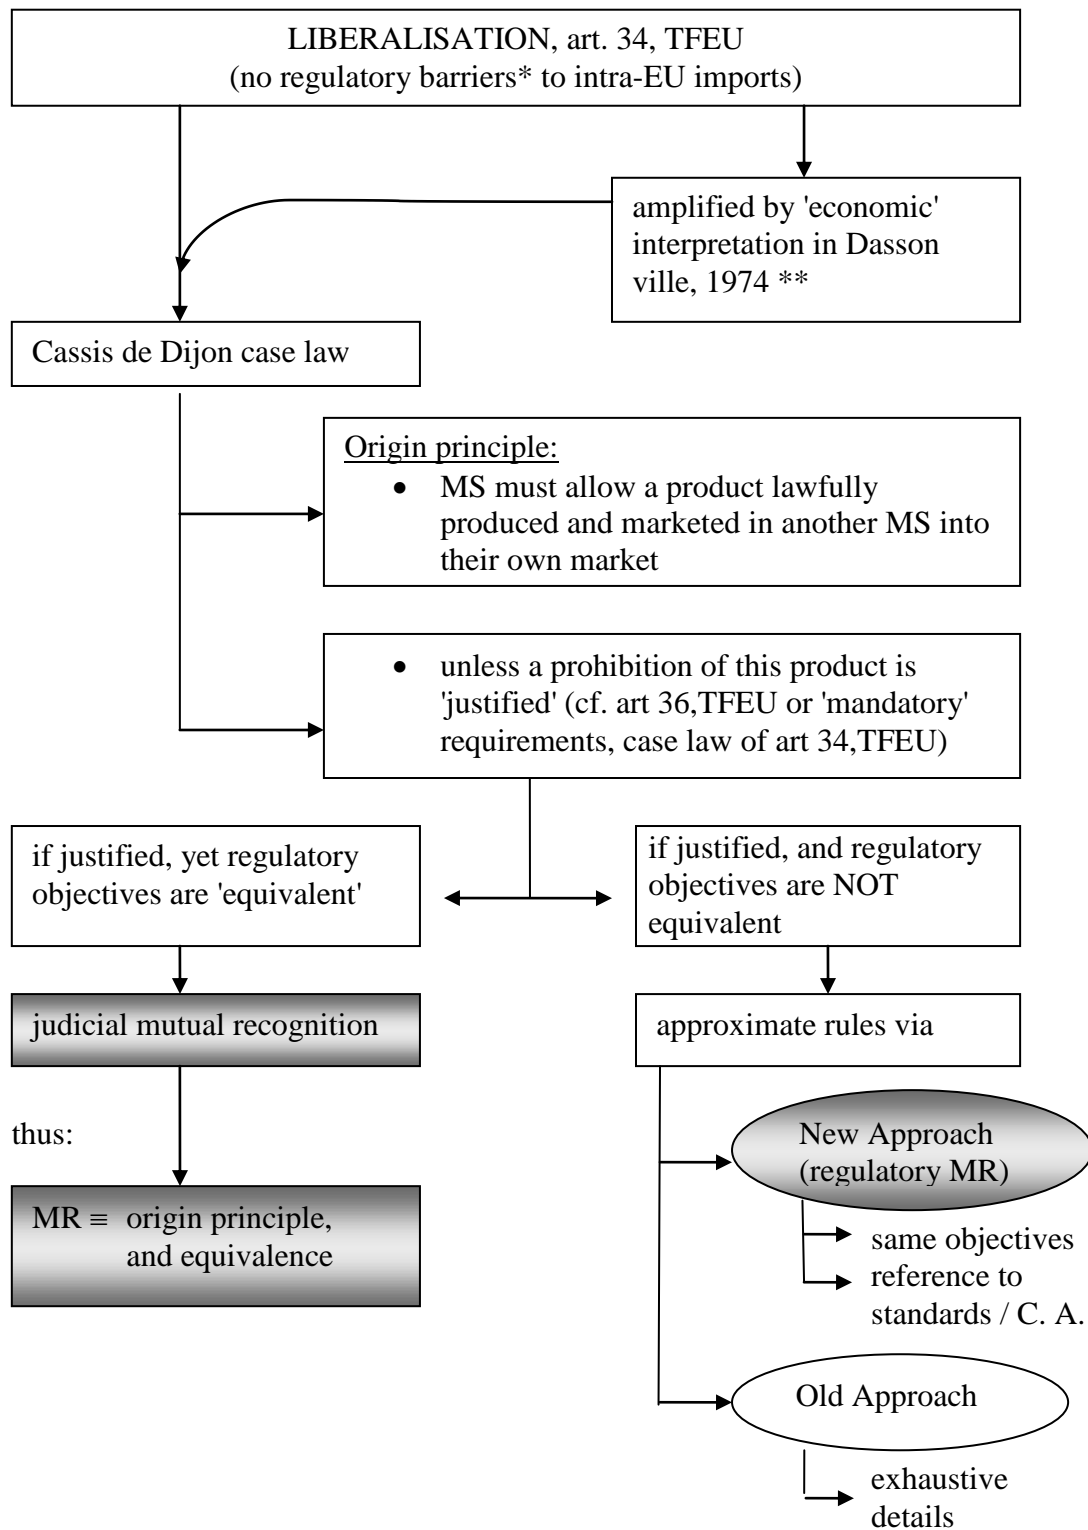 LIBERALISATION, art. 34, TFEU
(no regulatory barriers* to intra-EU imports)
amplified by 'economic'
interpretation in Dasson
ville, 1974 **
Cassis de Dijon case law
Origin principle:
• MS must allow a product lawfully
produced and marketed in another MS into
their own market
• unless a prohibition of this product is
'justified' (cf. art 36,TFEU or 'mandatory'
requirements, case law of art 34,TFEU)
if justified, yet regulatory
objectives are 'equivalent'
if justified, and regulatory
objectives are NOT
equivalent
judicial mutual recognition
approximate rules via
thus:
MR ≡ origin principle,
and equivalence
New Approach
(regulatory MR)
same objectives
reference to
standards / C. A.
Old Approach
exhaustive
details